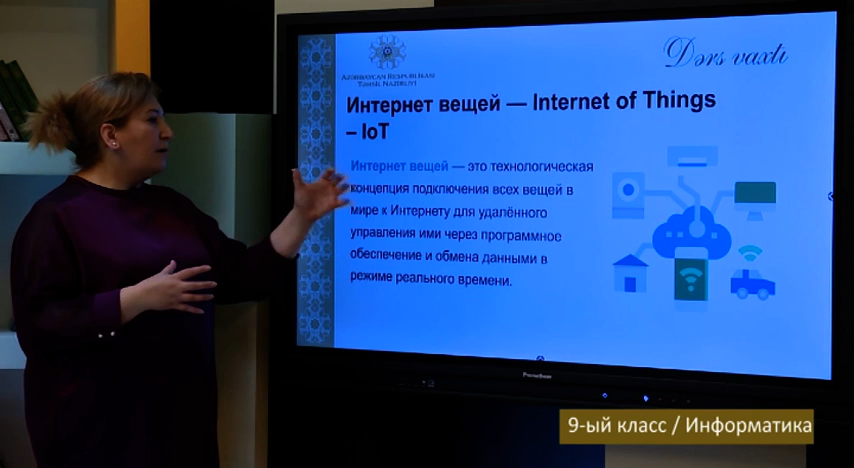 Dərs vaxtı
AZƏRBAYCAN RESPUBLİKASI
TƏHSİL NAZİRLİYİ
Интернет вещей — Internet of Things
– IoT
Интернет вещей — это технологическая
концепция подключения всех вещей в
мире к Интернету для удалённого
управления ими через программное
обеспечение и обмена данными в
режиме реального времени.
Promethean
9-ый класс / Информатика